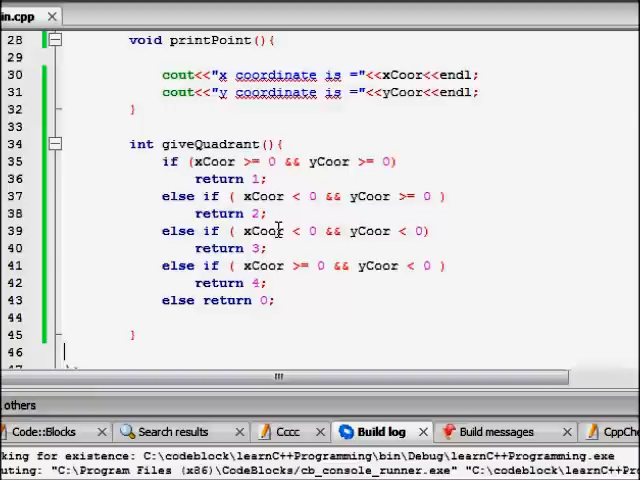 in.cpp
28 void printPoint(){
29
30 cout<<"x coordinate is ="<<xCoor<<endl;
31 cout<<"y coordinate is ="<<yCoor<<endl;
32 }
33
34 int giveQuadrant(){
35 if (xCoor >= 0 && yCoor >= 0)
36 return 1;
37 else if ( xCoor < 0 && yCoor >= 0 )
38 return 2;
39 else if ( xCoor < 0 && yCoor < 0)
40 return 3;
41 else if ( xCoor >= 0 && yCoor < 0 )
42 return 4;
43 else return 0;
44
45 }
46
others
Code::Blocks Search results Cccc Build log Build messages CppChe
king for existence: C:\codeblock\learnC++Programming\bin\Debug\learnC++Programming.exe
uting: "C:\Program Files (x86)\CodeBlocks/cb_console_runner.exe" "C:\codeblock\learnC++Prog